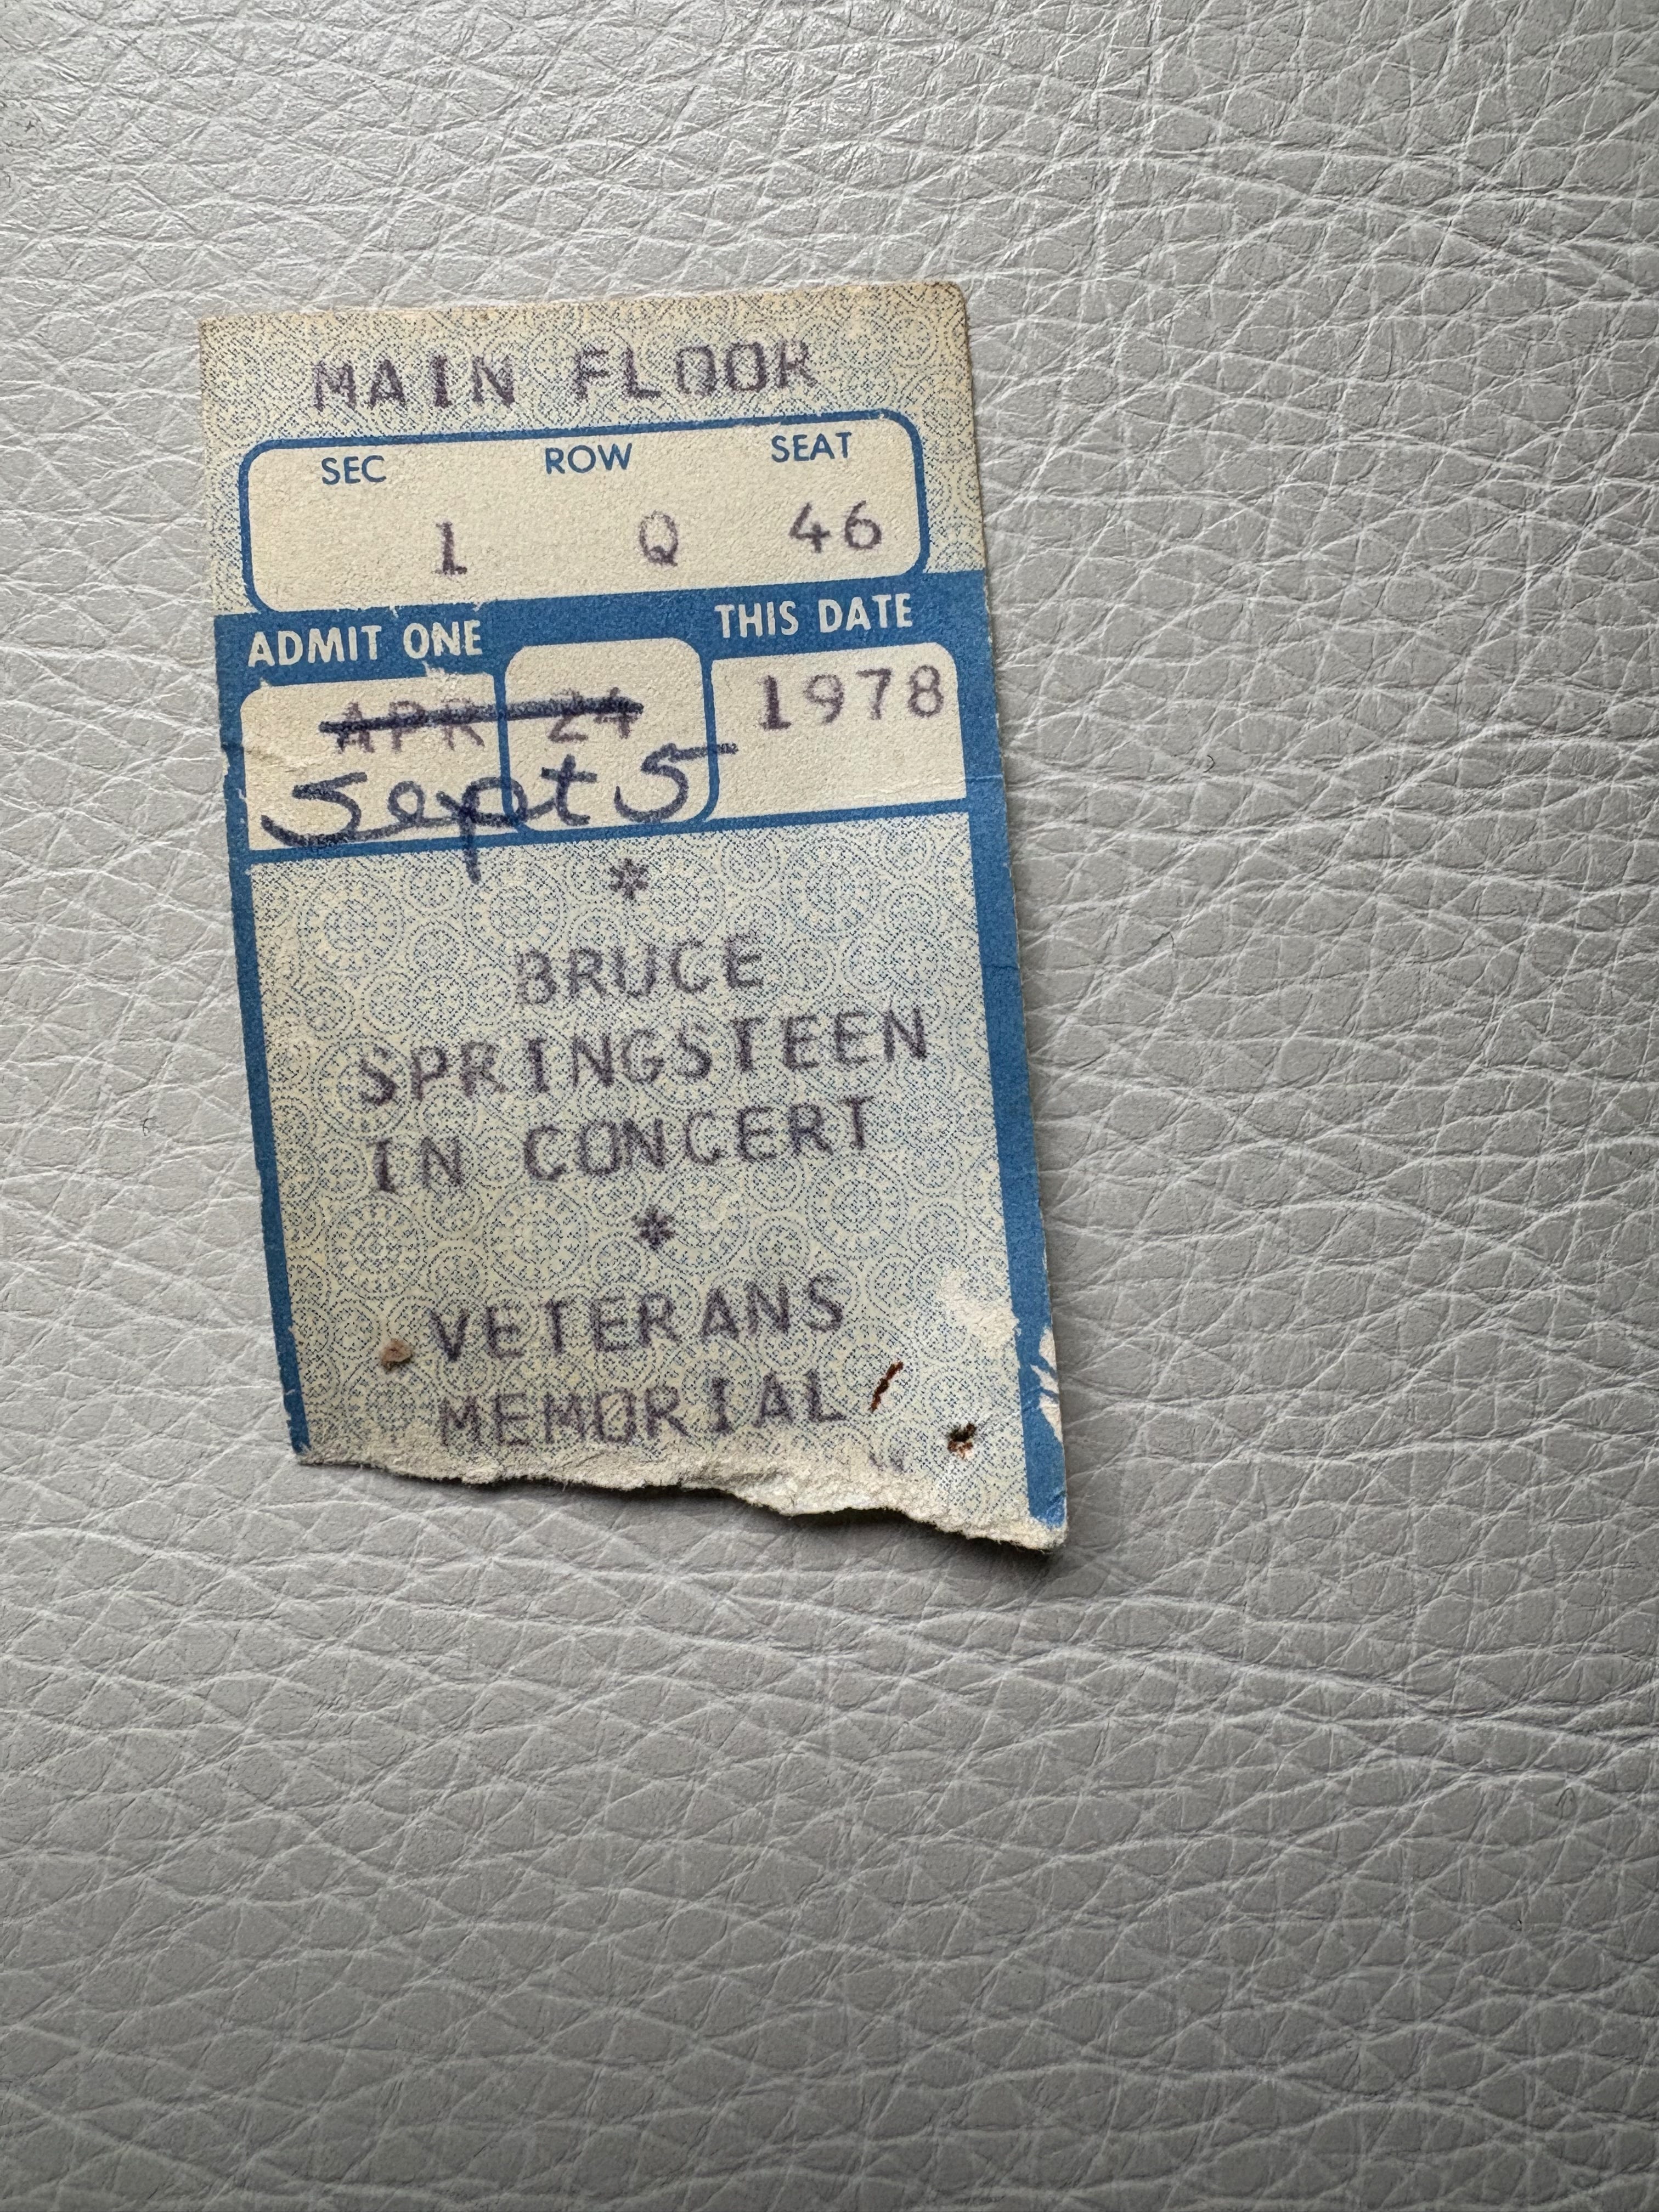 MAIN FLOOR
SEC ROW SEAT
1 Q 46
ADMIT ONE THIS DATE
APR 24 1978
Sept 5
*
BRUCE
SPRINGSTEEN
IN CONCERT
*
VETERANS
MEMORIAL